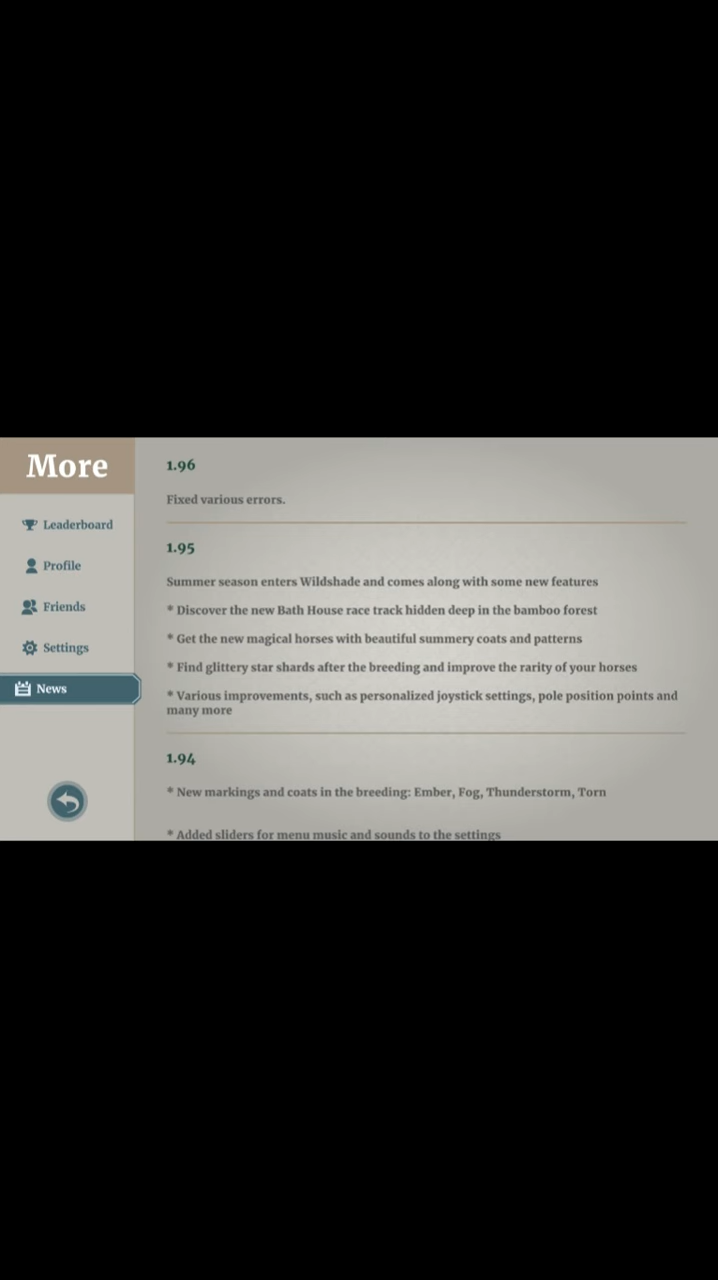 More
Leaderboard
Profile
Friends
Settings
News
1.96
Fixed various errors.
1.95
Summer season enters Wildshade and comes along with some new features
* Discover the new Bath House race track hidden deep in the bamboo forest
* Get the new magical horses with beautiful summery coats and patterns
* Find glittery star shards after the breeding and improve the rarity of your horses
* Various improvements, such as personalized joystick settings, pole position points and
many more
1.94
* New markings and coats in the breeding: Ember, Fog, Thunderstorm, Torn
* Added sliders for menu music and sounds to the settings